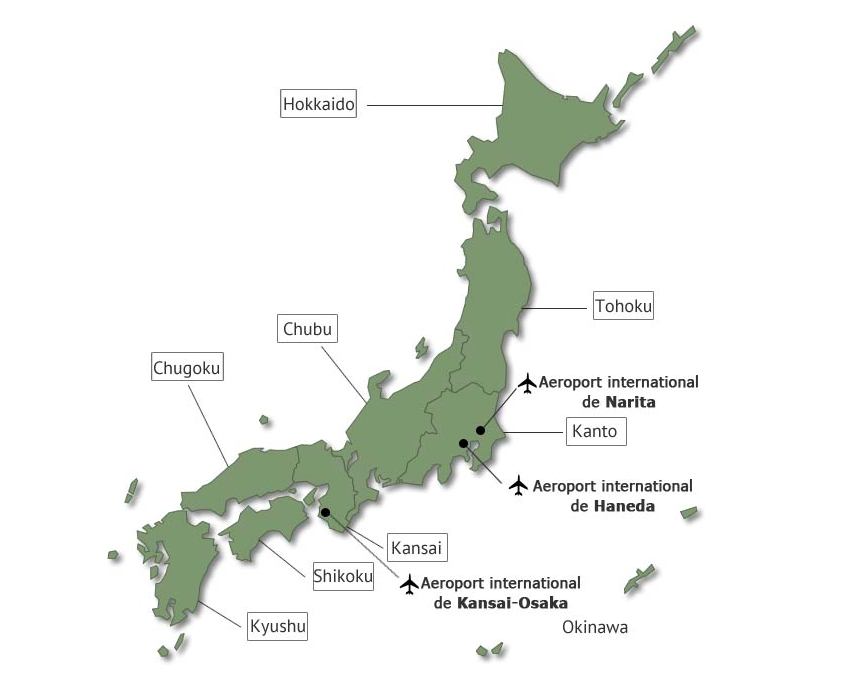 Hokkaido
Tohoku
Chubu
Chugoku
Aeroport international
de Narita
Kanto
Aeroport international
de Haneda
Kansai
Shikoku
Aeroport international
de Kansai-Osaka
Kyushu
Okinawa